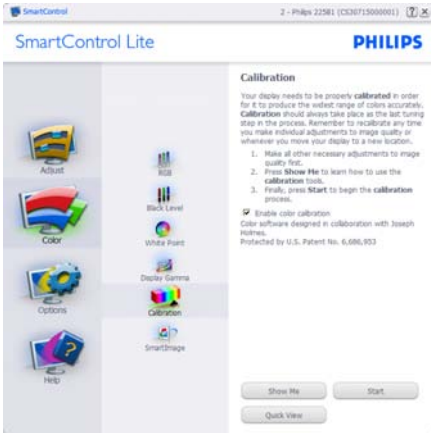 SmartControl
2 - Philips 22581 (CS30715000001)
SmartControl Lite
PHILIPS
Adjust
Color
Options
Help
RGB
Black Level
White Point
Display Gamma
Calibration
SmartImage
Calibration
Your display needs to be properly calibrated in order
for it to produce the widest range of colors accurately.
Calibration should always take place as the last tuning
step in the process. Remember to recalibrate any time
you make individual adjustments to image quality or
whenever you move your display to a new location.
1. Make all other necessary adjustments to image
quality first.
2. Press Show Me to learn how to use the
calibration tools.
3. Finally, press Start to begin the calibration
process.
Enable color calibration
Color software designed in collaboration with Joseph
Holmes.
Protected by U.S. Patent No. 6,686,953
Show Me
Start
Quick View